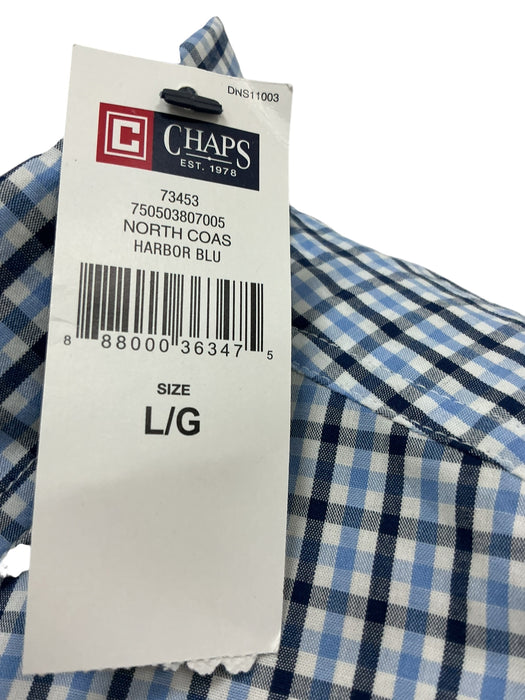 DNS11003
C CHAPS
EST. 1978
73453
750503807005
NORTH COAS
HARBOR BLU
8 88000 36347 5
SIZE
L/G